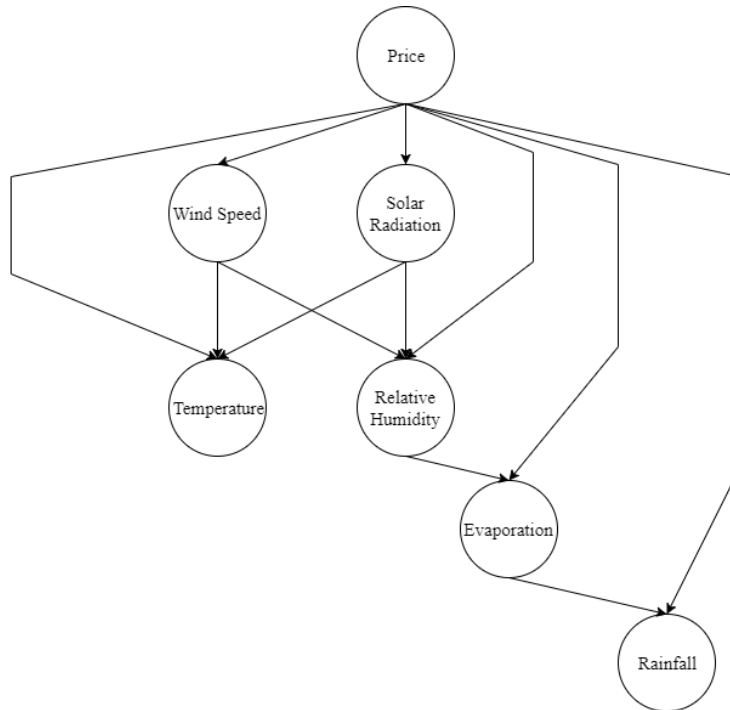 Price
Wind Speed
Solar
Radiation
Temperature
Relative
Humidity
Evaporation
Rainfall